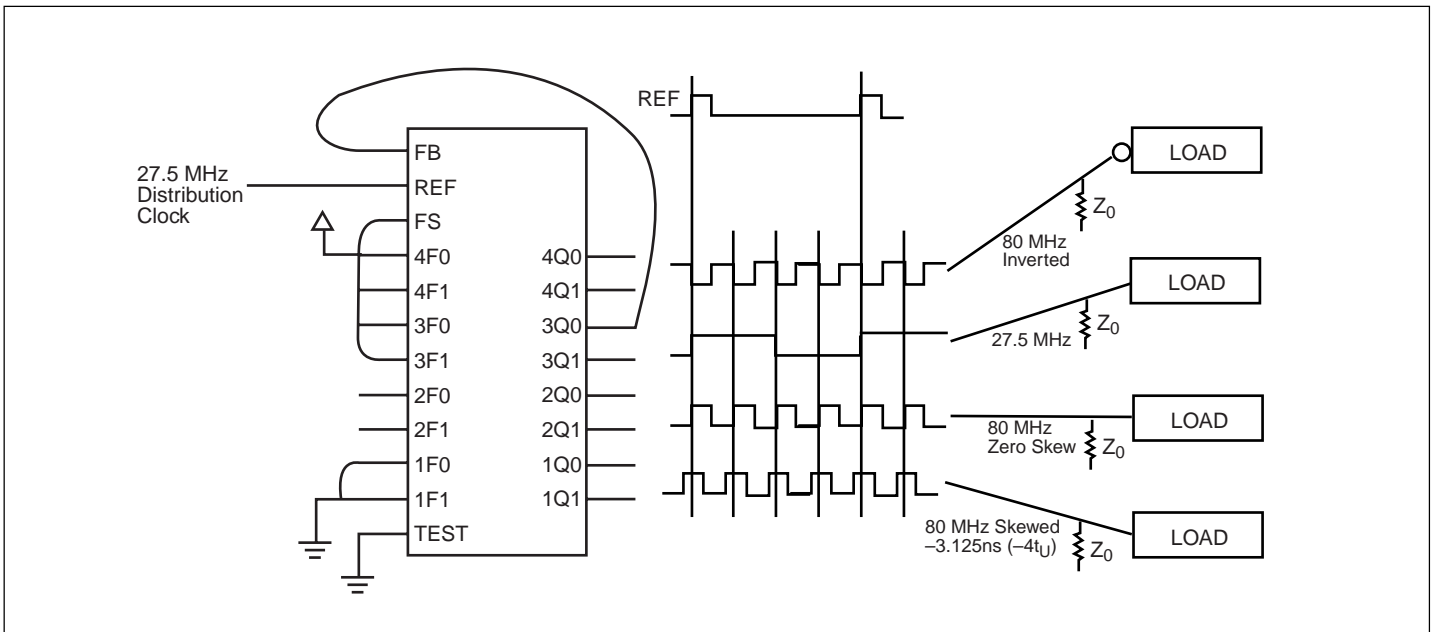 REF
LOAD
FB
27.5 MHz
Distribution
Clock
REF
Z0
FS
80 MHz
Inverted
4F0
4Q0
LOAD
4F1
4Q1
3F0
3Q0
Z0
27.5 MHz
3F1
3Q1
2F0
2Q0
LOAD
2F1
2Q1
80 MHz
Zero Skew
Z0
1F0
1Q0
1F1
1Q1
80 MHz Skewed
–3.125ns (–4tU)
Z0
LOAD
TEST